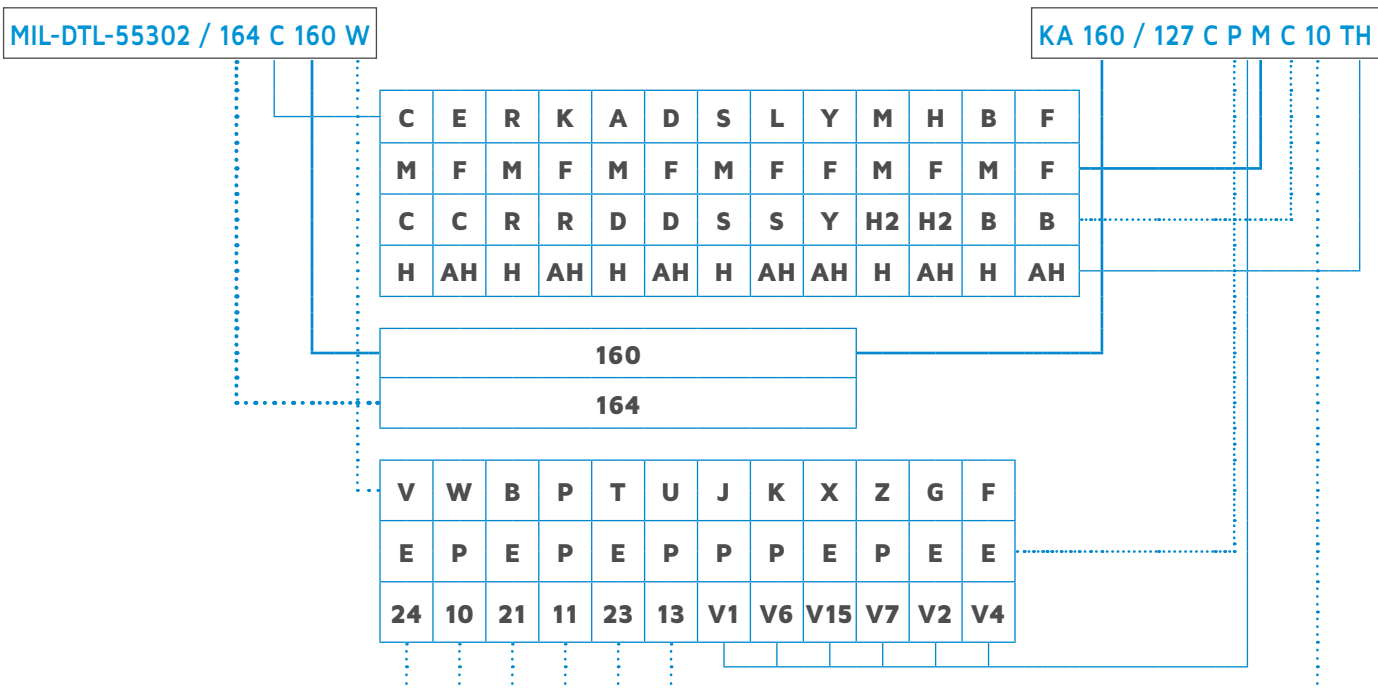 MIL-DTL-55302 / 164 C 160 W
KA 160 / 127 C P M C 10 TH
C E R K A D S L Y M H B F
M F M F M F M F F M F M F
C C R R D D S S Y H2 H2 B B
H AH H AH H AH H AH AH H AH H AH
160
164
V W B P T U J K X Z G F
E P E P E P P P E P E E
24 10 21 11 23 13 V1 V6 V15 V7 V2 V4